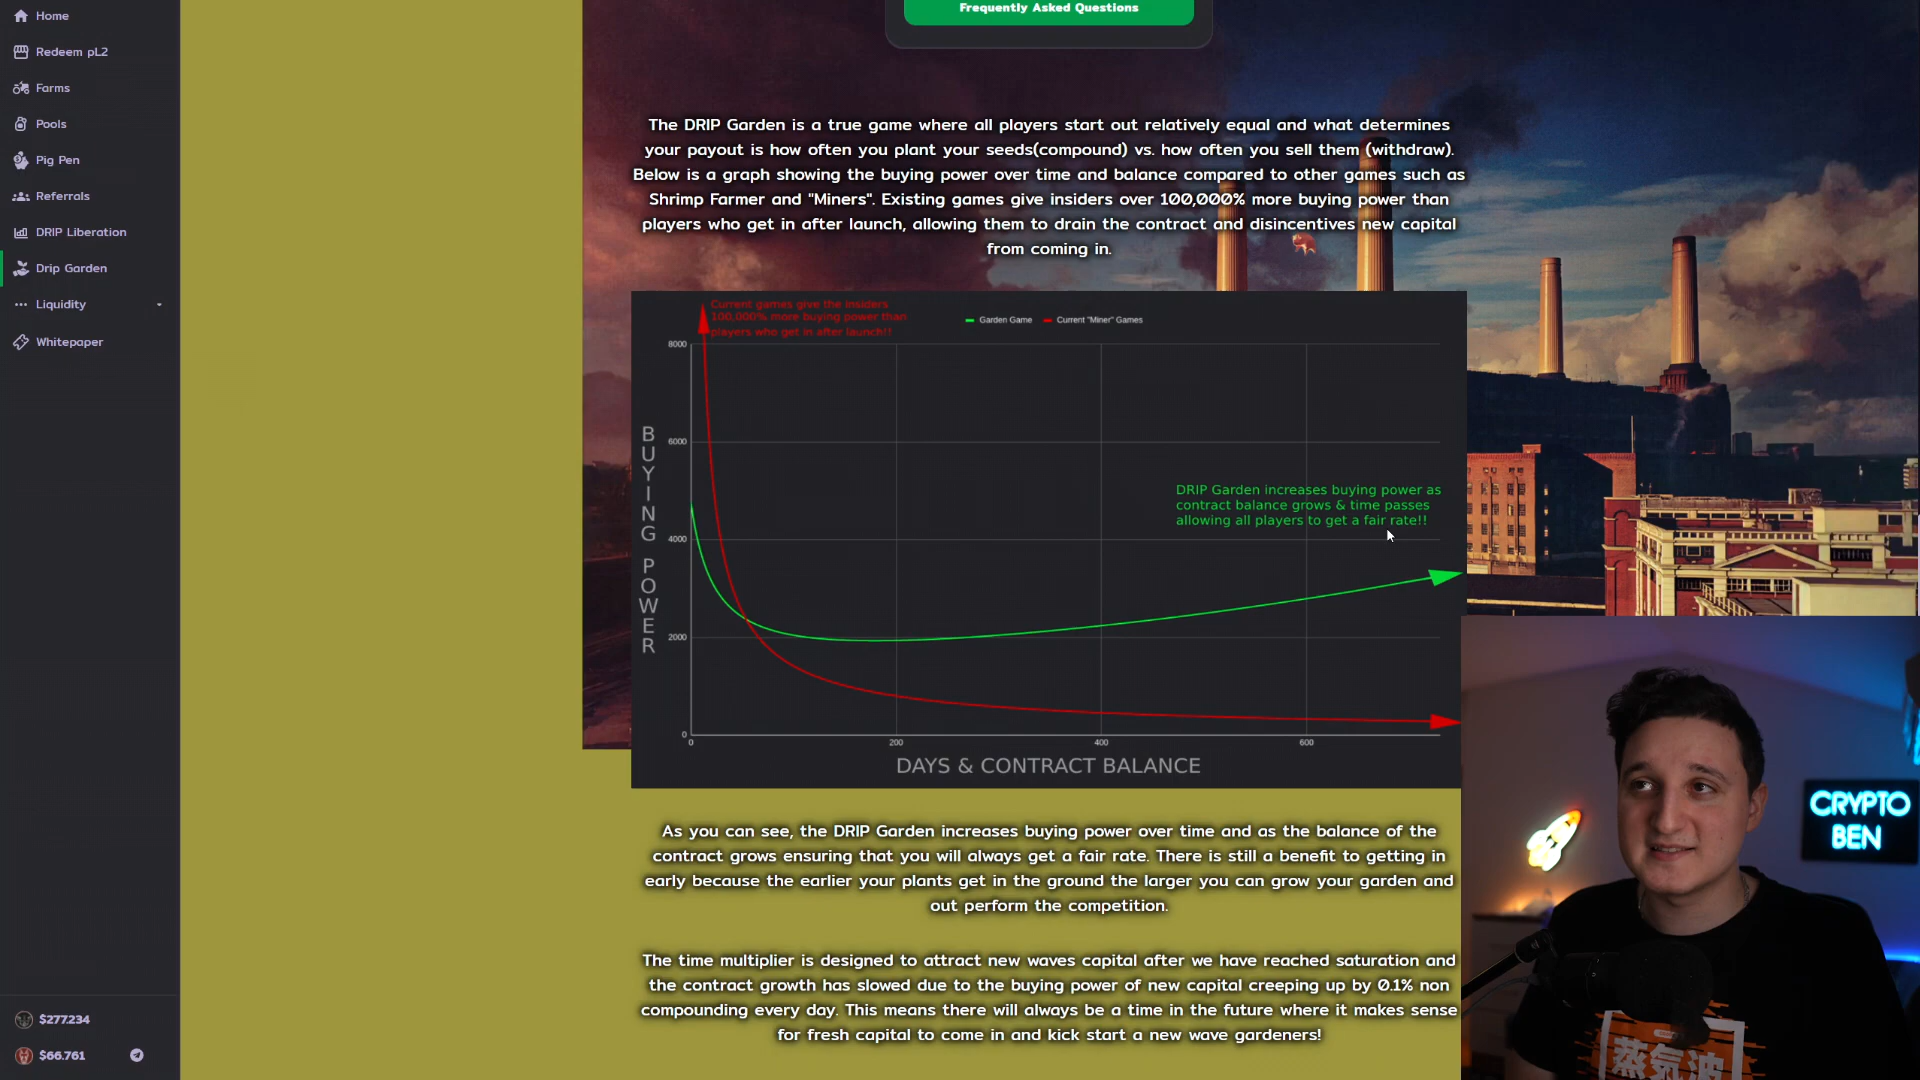 Home
Redeem pL2
Farms
Pools
Pig Pen
Referrals
DRIP Liberation
Drip Garden
Liquidity
Whitepaper
$277.234
$66.761
Frequently Asked Questions
The DRIP Garden is a true game where all players start out relatively equal and what determines
your payout is how often you plant your seeds(compound) vs. how often you sell them (withdraw).
Below is a graph showing the buying power over time and balance compared to other games such as
Shrimp Farmer and "Miners". Existing games give insiders over 100,000% more buying power than
players who get in after launch, allowing them to drain the contract and disincentives new capital
from coming in.
Current games give the insiders
100,000% more buying power than
players who get in after launch!!
Garden Game
Current "Miner" Games
8000
6000
4000
2000
0
BUYING POWER
DRIP Garden increases buying power as
contract balance grows & time passes
allowing all players to get a fair rate!!
0
200
400
600
DAYS & CONTRACT BALANCE
As you can see, the DRIP Garden increases buying power over time and as the balance of the
contract grows ensuring that you will always get a fair rate. There is still a benefit to getting in
early because the earlier your plants get in the ground the larger you can grow your garden and
out perform the competition.
The time multiplier is designed to attract new waves capital after we have reached saturation and
the contract growth has slowed due to the buying power of new capital creeping up by 0.1% non
compounding every day. This means there will always be a time in the future where it makes sense
for fresh capital to come in and kick start a new wave gardeners!
CRYPTO
BEN
蒸気波